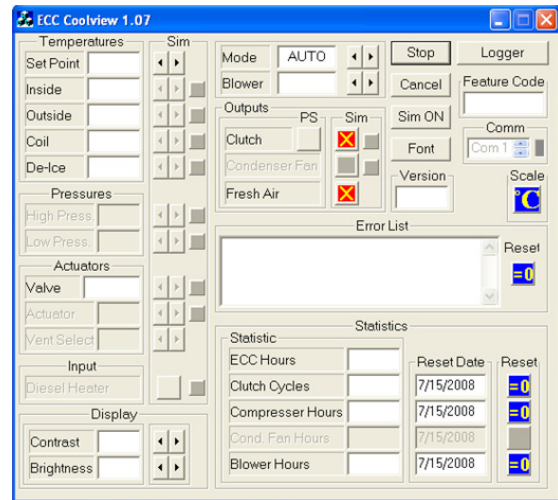 ECC Coolview 1.07
Temperatures
Sim
Set Point
Inside
Outside
Coil
De-Ice
Pressures
High Press.
Low Press.
Actuators
Valve
Actuator
Vent Select
Input
Diesel Heater
Display
Contrast
Brightness
Mode AUTO
Blower
Outputs
PS Sim
Clutch
Condenser Fan
Fresh Air
Stop
Cancel
Sim ON
Font
Version
Logger
Feature Code
Comm
Com 1
Scale
°C
Error List
Reset
=0
Statistics
Statistic
Reset Date Reset
ECC Hours
Clutch Cycles 7/15/2008 =0
Compresser Hours 7/15/2008 =0
Cond. Fan Hours 7/15/2008
Blower Hours 7/15/2008 =0